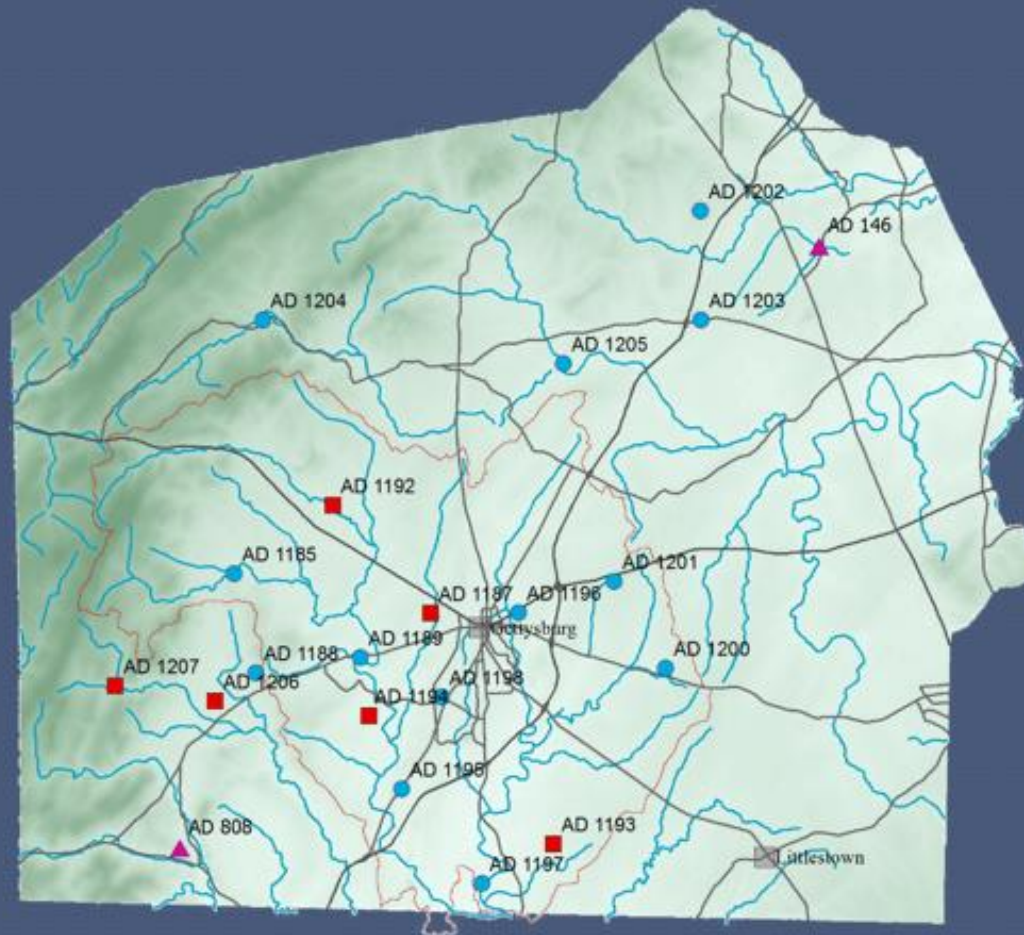 AD 1202
AD 146
AD 1204
AD 1203
AD 1205
AD 1192
AD 1185
AD 1201
AD 1187
AD 1196
Gettysburg
AD 1189
AD 1188
AD 1200
AD 1207
AD 1206
AD 1198
AD 1194
AD 1195
AD 808
AD 1193
AD 1197
Littlestown